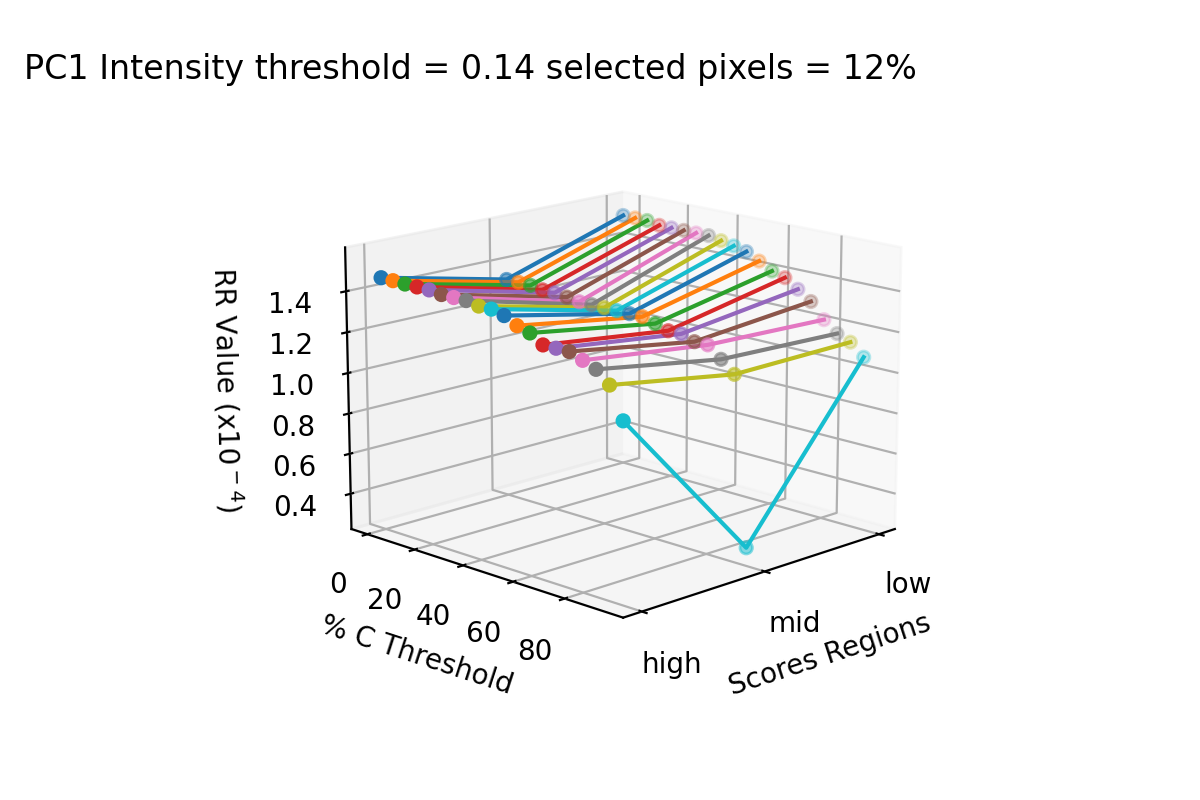 PC1 Intensity threshold = 0.14 selected pixels = 12%
RR Value (x10⁻⁴)
1.4
1.2
1.0
0.8
0.6
0.4
0
20
40
60
80
% C Threshold
high
mid
low
Scores Regions